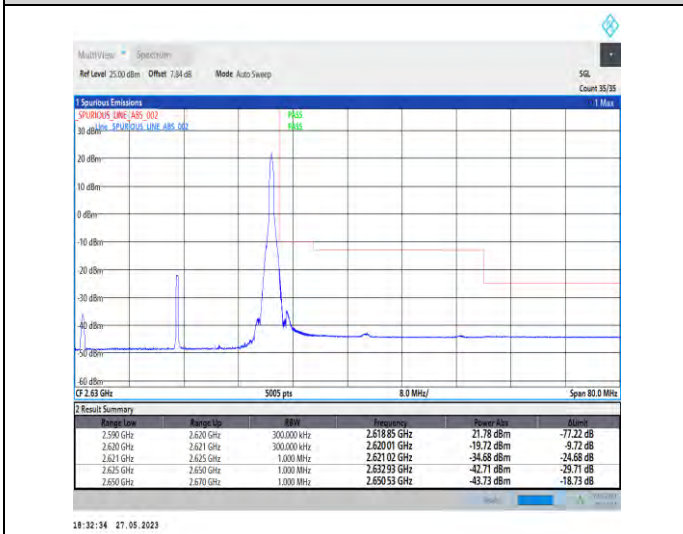 MultiView Spectrum
Ref Level 25.00 dBm Offset 7.84 dB Mode Auto Sweep SGL
Count 35/35
1 Spurious Emissions 1 Max
_SPURIOUS_LINE_ABS_002 PASS
Line _SPURIOUS_LINE_ABS_002 PASS
30 dBm
20 dBm
10 dBm
0 dBm
-10 dBm
-20 dBm
-30 dBm
-40 dBm
-50 dBm
-60 dBm
CF 2.63 GHz 5005 pts 8.0 MHz/ Span 80.0 MHz
2 Result Summary
Range Low Range Up RBW Frequency Power Abs ΔLimit
2.590 GHz 2.620 GHz 300.000 kHz 2.618 85 GHz 21.78 dBm -77.22 dB
2.620 GHz 2.621 GHz 300.000 kHz 2.620 01 GHz -19.72 dBm -9.72 dB
2.621 GHz 2.625 GHz 1.000 MHz 2.621 02 GHz -34.68 dBm -24.68 dB
2.625 GHz 2.650 GHz 1.000 MHz 2.632 93 GHz -42.71 dBm -29.71 dB
2.650 GHz 2.670 GHz 1.000 MHz 2.650 53 GHz -43.73 dBm -18.73 dB
18:32:34 27.05.2023